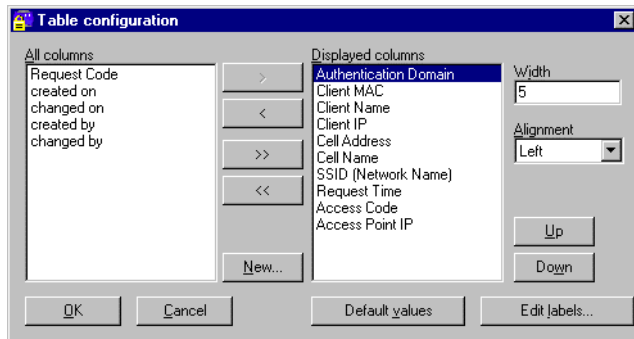 Table configuration
All columns
Request Code
created on
changed on
created by
changed by
>
<
>>
<<
New...
Displayed columns
Authentication Domain
Client MAC
Client Name
Client IP
Cell Address
Cell Name
SSID (Network Name)
Request Time
Access Code
Access Point IP
Width
5
Alignment
Left
Up
Down
OK
Cancel
Default values
Edit labels...